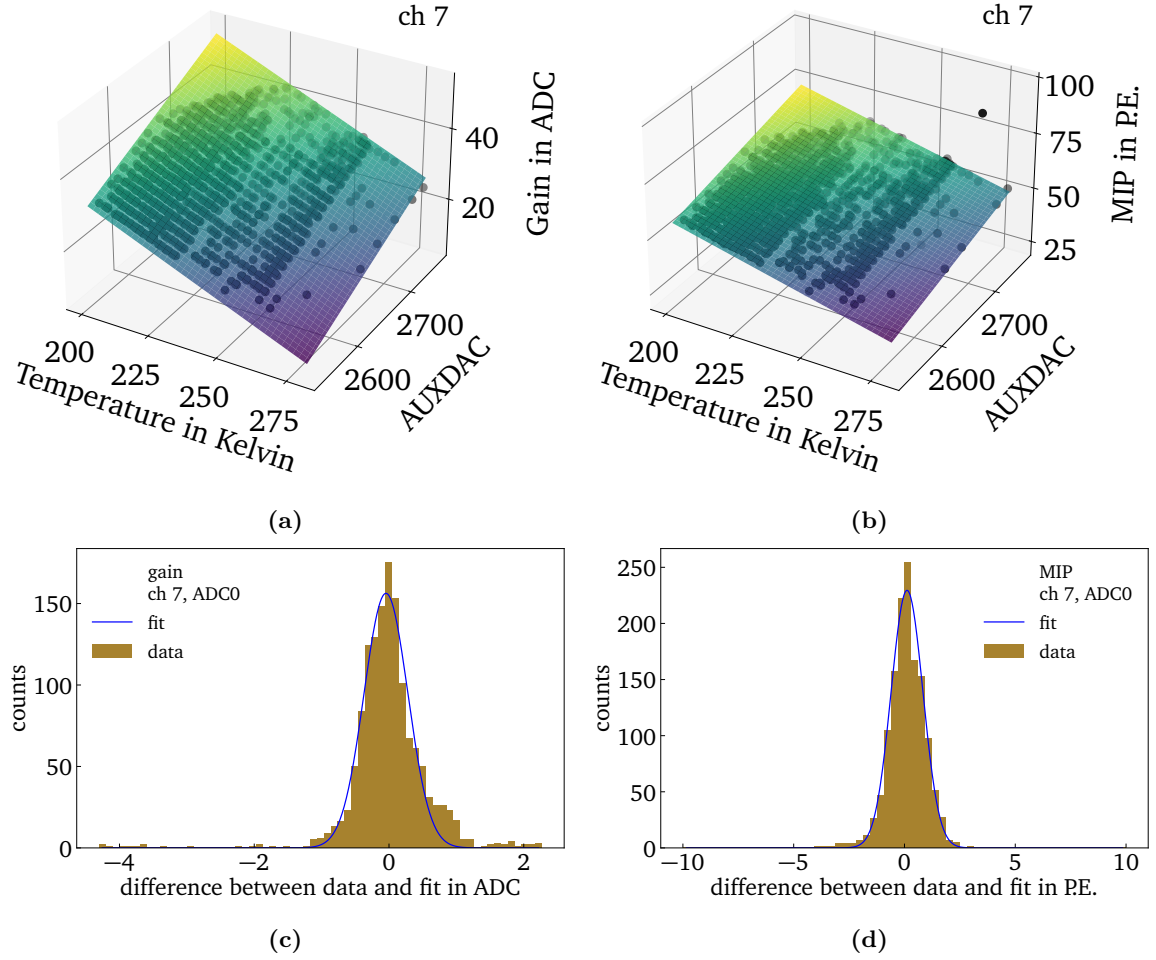 ch 7
40
20
Gain in ADC
200
225
250
275
Temperature in Kelvin
2600
2700
AUXDAC
(a)
ch 7
100
75
50
25
MIP in P.E.
200
225
250
275
Temperature in Kelvin
2600
2700
AUXDAC
(b)
gain
ch 7, ADC0
fit
data
150
100
50
0
counts
−4
−2
0
2
difference between data and fit in ADC
(c)
MIP
ch 7, ADC0
fit
data
250
200
150
100
50
0
counts
−10
−5
0
5
10
difference between data and fit in P.E.
(d)